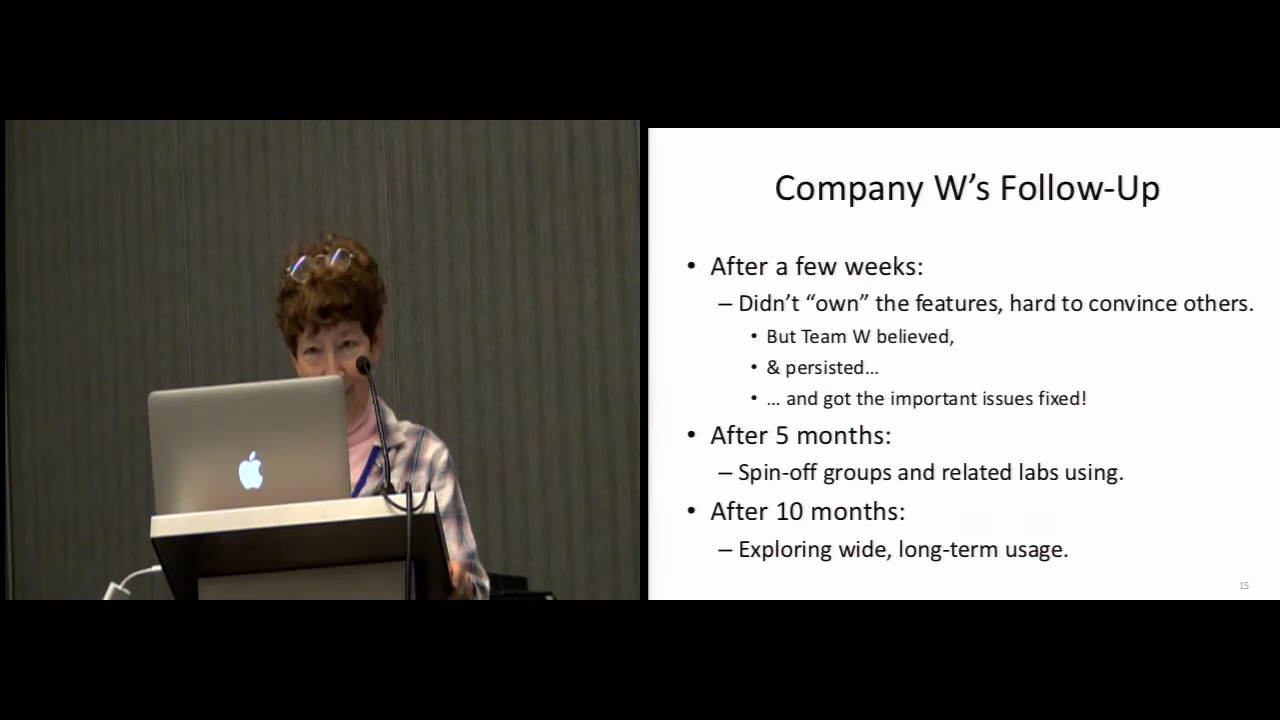 Company W’s Follow-Up
• After a few weeks:
– Didn’t “own” the features, hard to convince others.
• But Team W believed,
• & persisted…
• … and got the important issues fixed!
• After 5 months:
– Spin-off groups and related labs using.
• After 10 months:
– Exploring wide, long-term usage.
15